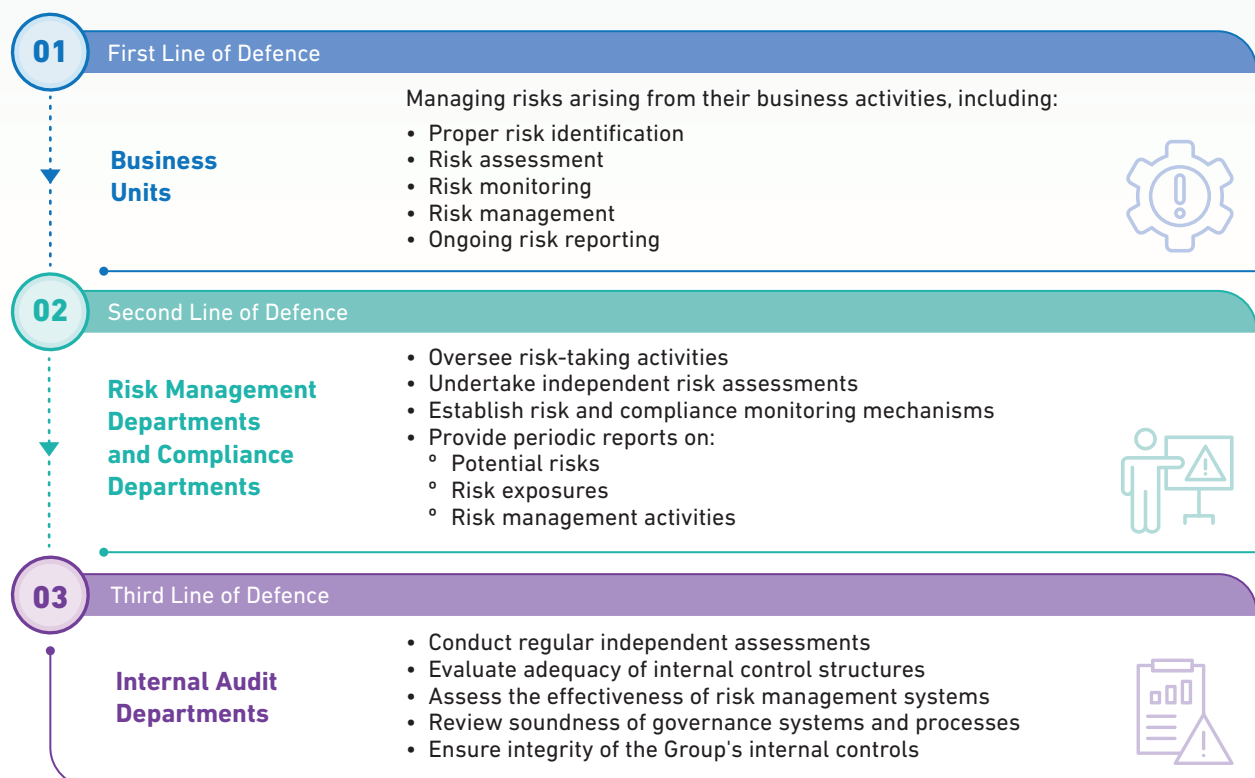 01
First Line of Defence
Business
Units
Managing risks arising from their business activities, including:
• Proper risk identification
• Risk assessment
• Risk monitoring
• Risk management
• Ongoing risk reporting
02
Second Line of Defence
Risk Management
Departments
and Compliance
Departments
• Oversee risk-taking activities
• Undertake independent risk assessments
• Establish risk and compliance monitoring mechanisms
• Provide periodic reports on:
º Potential risks
º Risk exposures
º Risk management activities
03
Third Line of Defence
Internal Audit
Departments
• Conduct regular independent assessments
• Evaluate adequacy of internal control structures
• Assess the effectiveness of risk management systems
• Review soundness of governance systems and processes
• Ensure integrity of the Group's internal controls